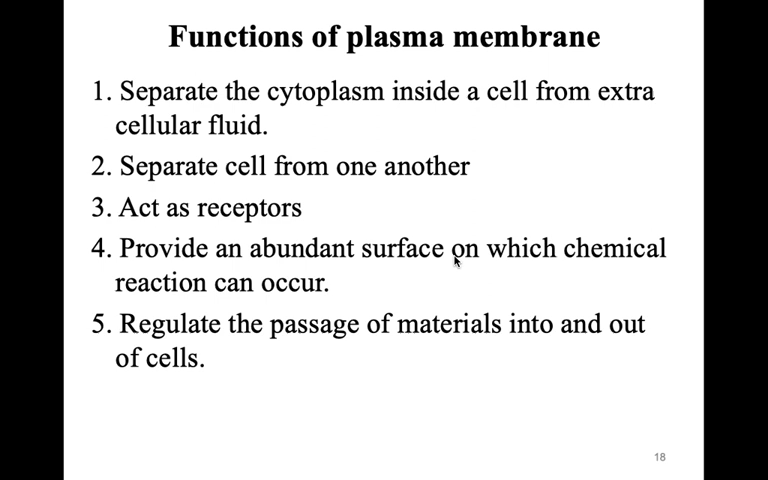 Functions of plasma membrane
1. Separate the cytoplasm inside a cell from extra
cellular fluid.
2. Separate cell from one another
3. Act as receptors
4. Provide an abundant surface on which chemical
reaction can occur.
5. Regulate the passage of materials into and out
of cells.
18